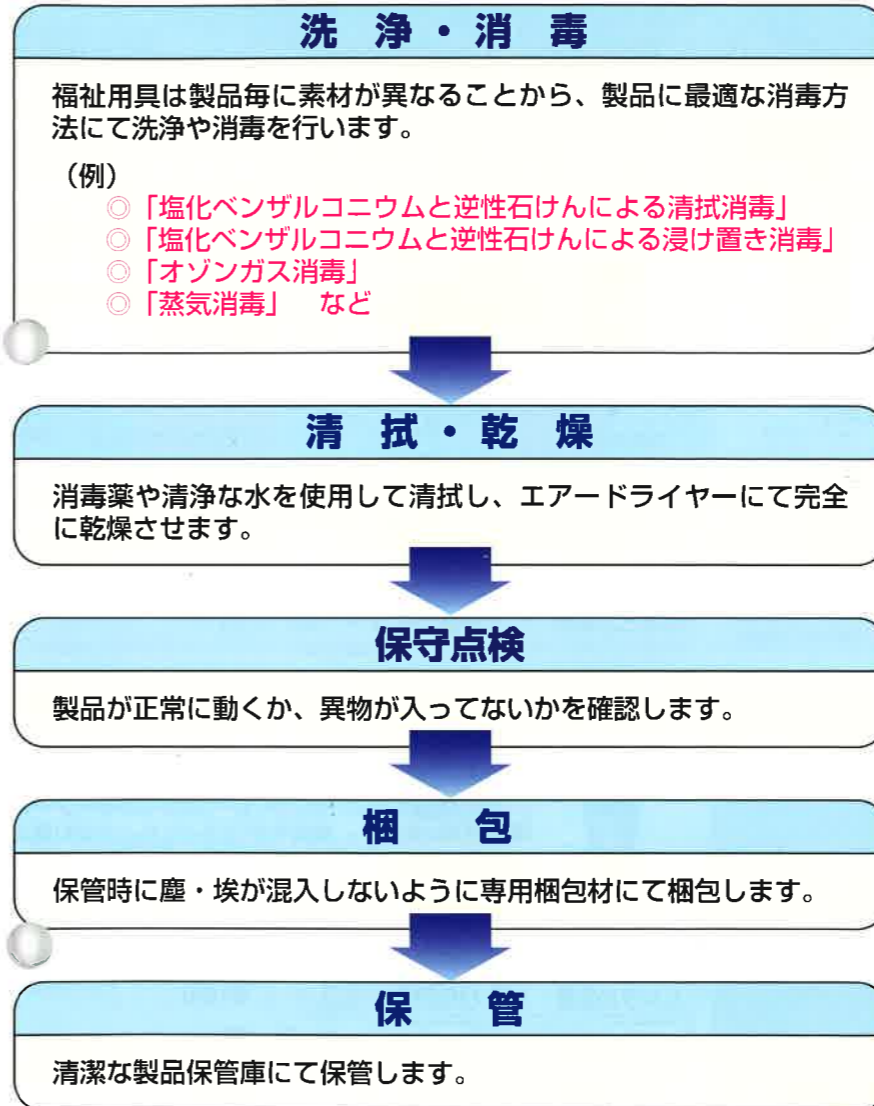 洗 浄・消 毒
福祉用具は製品毎に素材が異なることから、製品に最適な消毒方
法にて洗浄や消毒を行います。
（例）
◎「塩化ベンザルコニウムと逆性石けんによる清拭消毒」
◎「塩化ベンザルコニウムと逆性石けんによる浸け置き消毒」
◎「オゾンガス消毒」
◎「蒸気消毒」 など
清 拭・乾 燥
消毒薬や清浄な水を使用して清拭し、エアードライヤーにて完全
に乾燥させます。
保守点検
製品が正常に動くか、異物が入ってないかを確認します。
梱 包
保管時に塵・埃が混入しないように専用梱包材にて梱包します。
保 管
清潔な製品保管庫にて保管します。